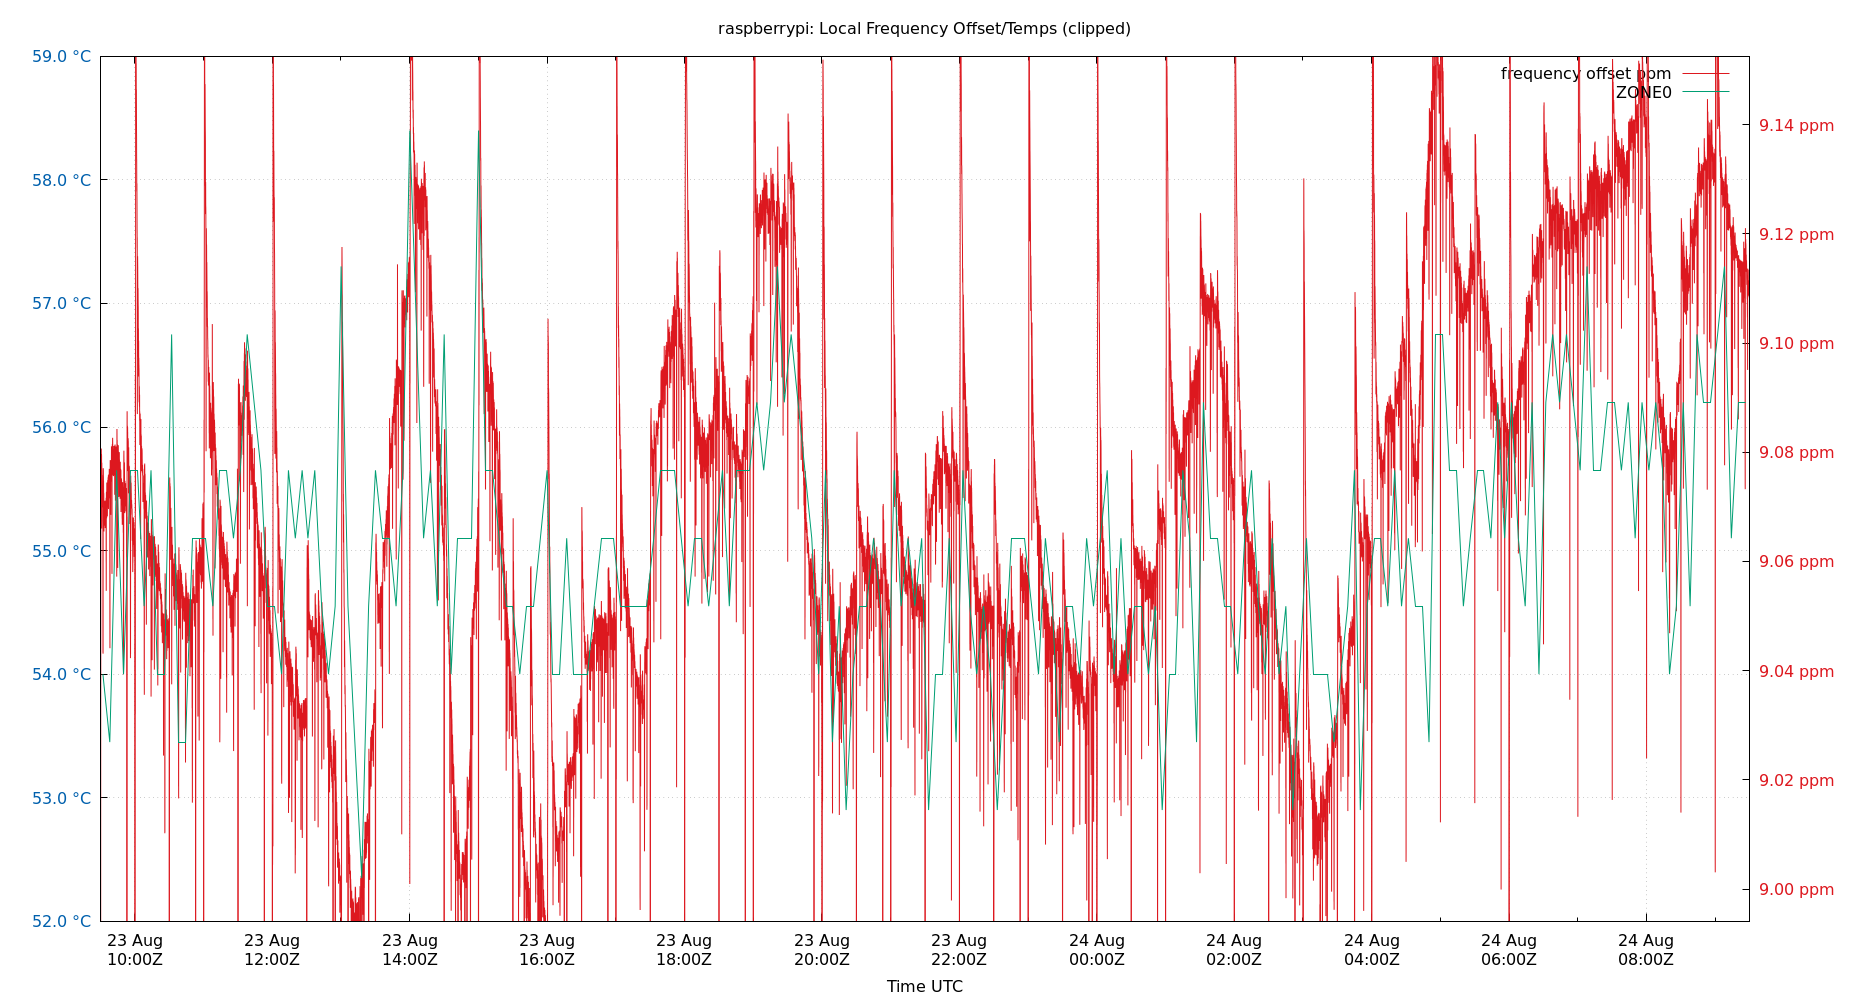 raspberrypi: Local Frequency Offset/Temps (clipped)
59.0 °C
58.0 °C
57.0 °C
56.0 °C
55.0 °C
54.0 °C
53.0 °C
52.0 °C
frequency offset ppm
ZONE0
9.14 ppm
9.12 ppm
9.10 ppm
9.08 ppm
9.06 ppm
9.04 ppm
9.02 ppm
9.00 ppm
23 Aug
10:00Z
23 Aug
12:00Z
23 Aug
14:00Z
23 Aug
16:00Z
23 Aug
18:00Z
23 Aug
20:00Z
23 Aug
22:00Z
24 Aug
00:00Z
24 Aug
02:00Z
24 Aug
04:00Z
24 Aug
06:00Z
24 Aug
08:00Z
Time UTC